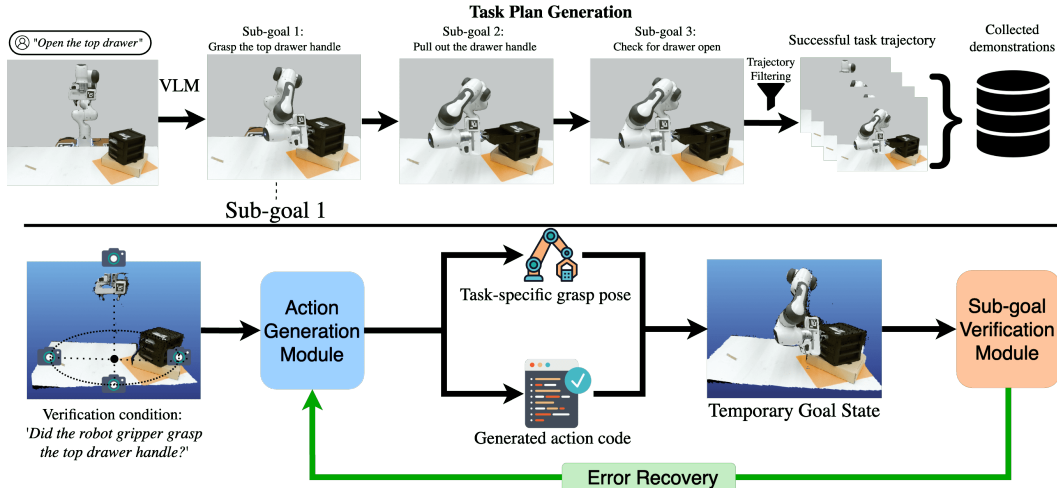 Task Plan Generation
"Open the top drawer"
VLM
Sub-goal 1:
Grasp the top drawer handle
Sub-goal 2:
Pull out the drawer handle
Sub-goal 3:
Check for drawer open
Trajectory
Filtering
Successful task trajectory
Collected
demonstrations
Sub-goal 1
Verification condition:
'Did the robot gripper grasp
the top drawer handle?'
Action
Generation
Module
Task-specific grasp pose
Generated action code
Temporary Goal State
Sub-goal
Verification
Module
Error Recovery